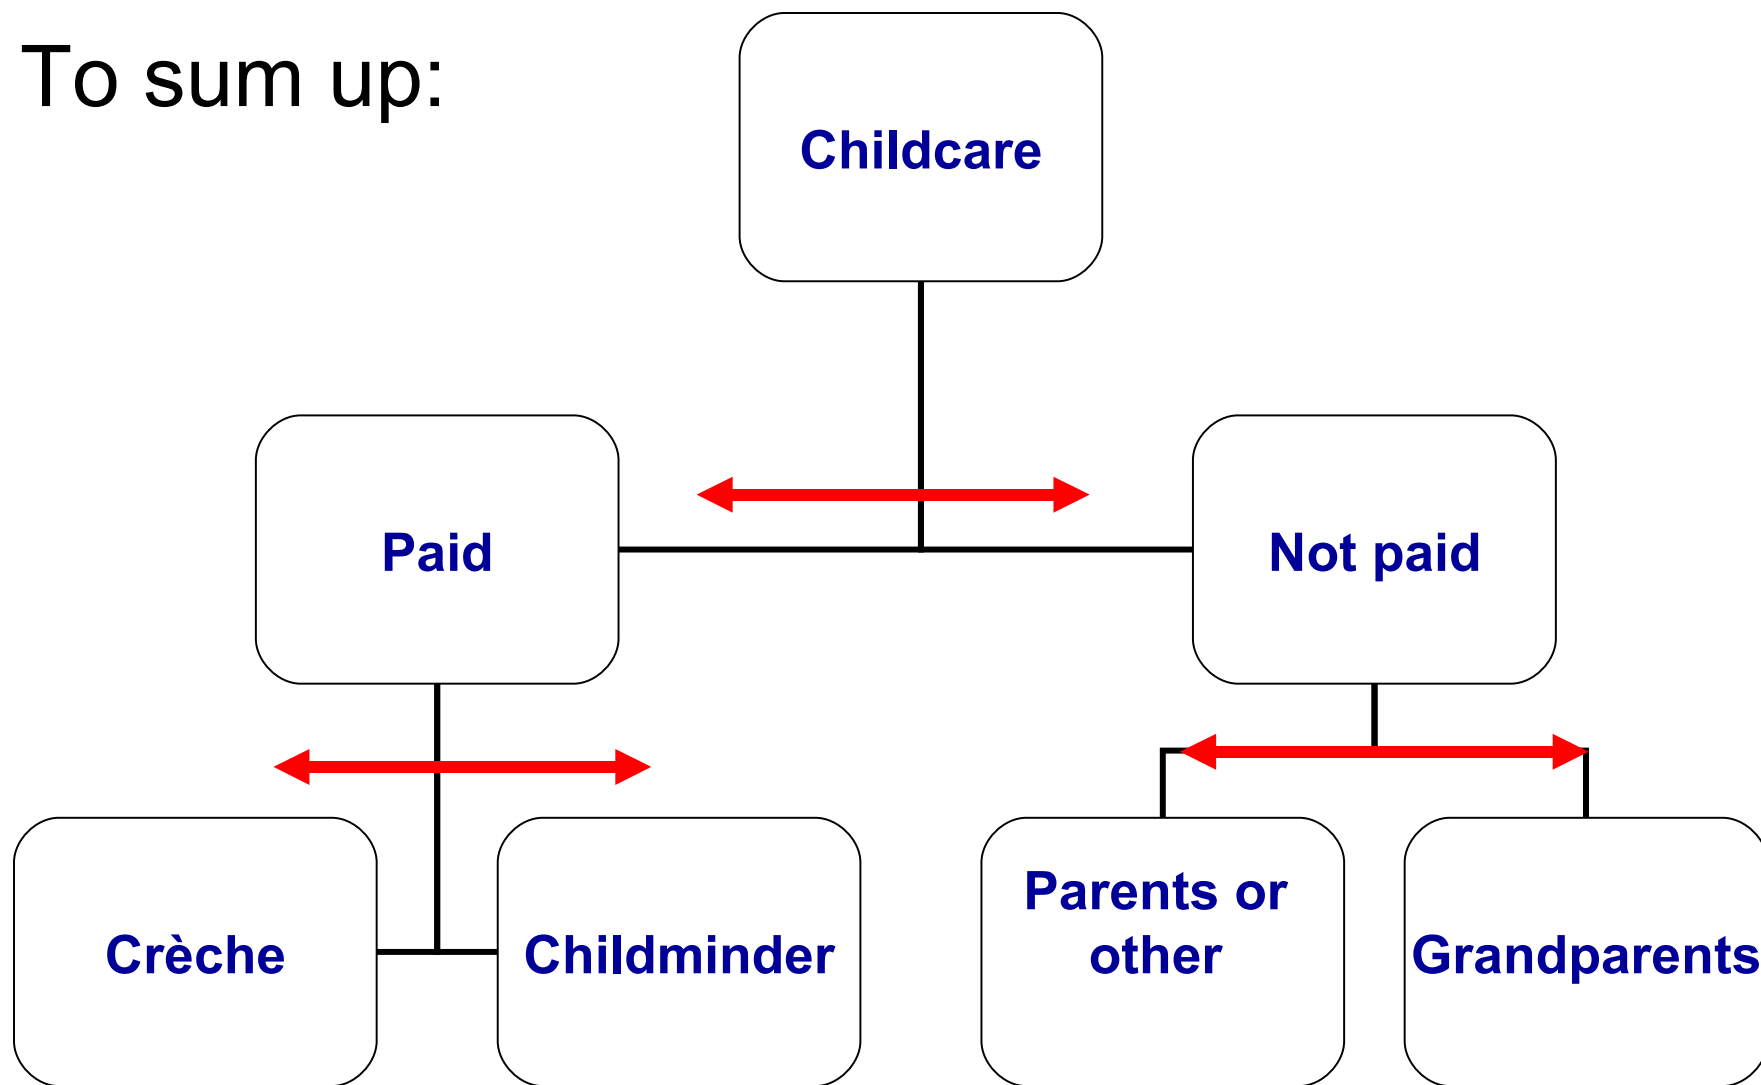 To sum up:
Childcare
Paid
Not paid
Crèche
Childminder
Parents or
other
Grandparents